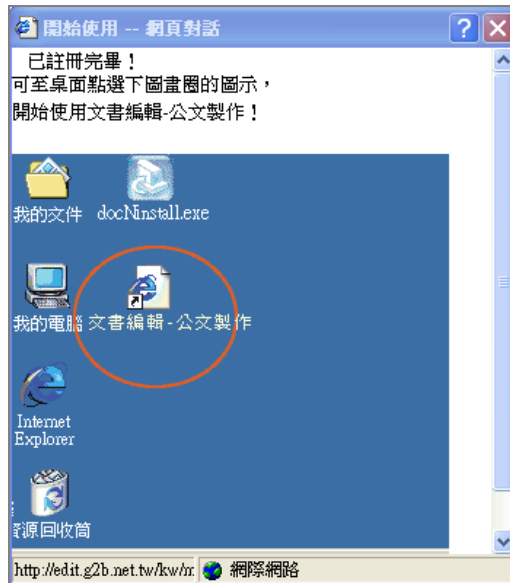 開始使用 -- 網頁對話
已註冊完畢！
可至桌面點選下圖畫圈的圖示，
開始使用文書編輯-公文製作！
我的文件
docNinstall.exe
我的電腦
文書編輯-公文製作
Internet
Explorer
資源回收筒
http://edit.g2b.net.tw/kw/m
網際網路